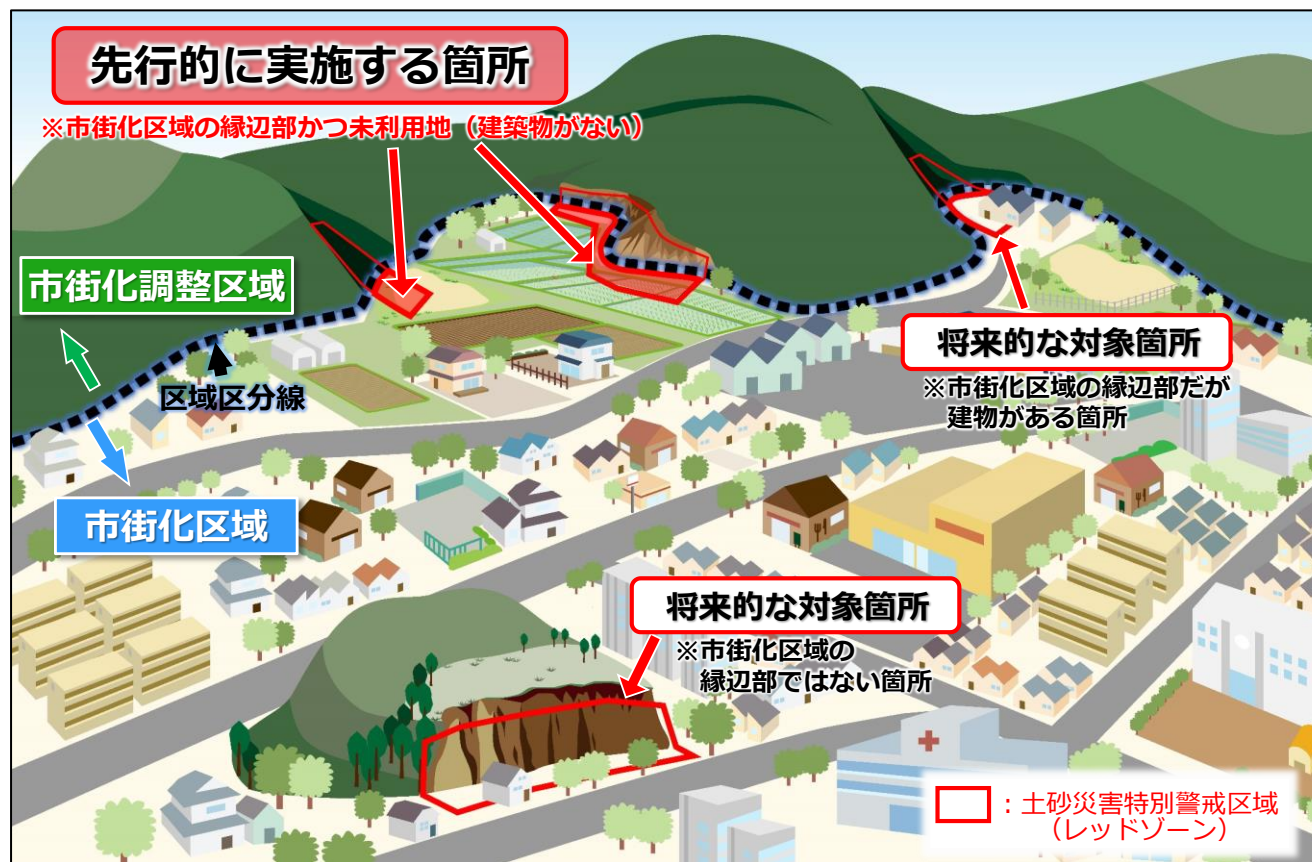 先行的に実施する箇所
※市街化区域の縁辺部かつ未利用地（建築物がない）
市街化調整区域
区域区分線
市街化区域
将来的な対象箇所
※市街化区域の縁辺部だが
建物がある箇所
将来的な対象箇所
※市街化区域の
縁辺部ではない箇所
：土砂災害特別警戒区域
（レッドゾーン）